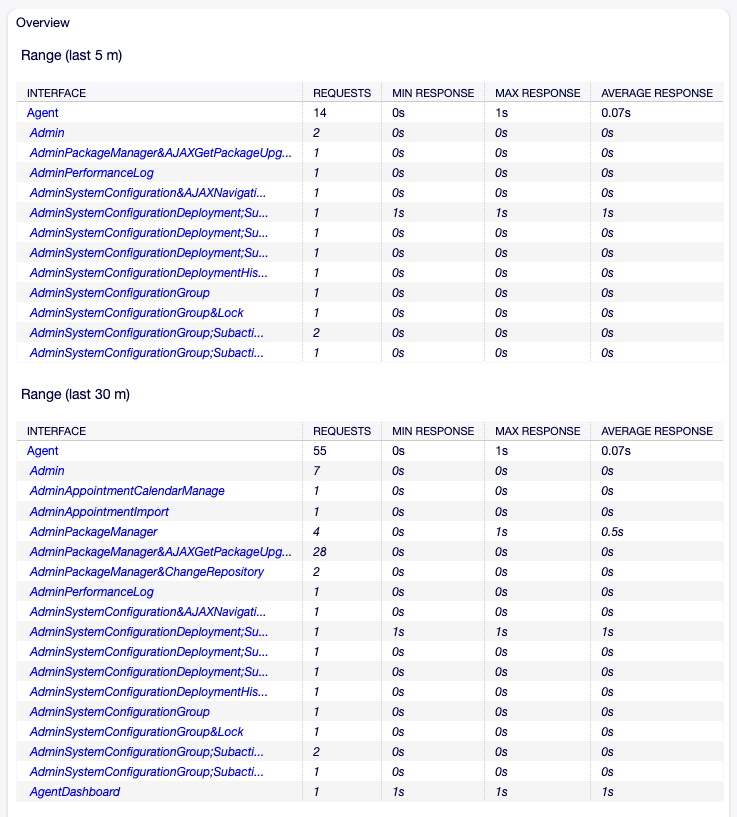 Overview
Range (last 5 m)
INTERFACE REQUESTS MIN RESPONSE MAX RESPONSE AVERAGE RESPONSE
Agent 14 0s 1s 0.07s
Admin 2 0s 0s 0s
AdminPackageManager&AJAXGetPackageUpg... 1 0s 0s 0s
AdminPerformanceLog 1 0s 0s 0s
AdminSystemConfiguration&AJAXNavigati... 1 0s 0s 0s
AdminSystemConfigurationDeployment;Su... 1 1s 1s 1s
AdminSystemConfigurationDeployment;Su... 1 0s 0s 0s
AdminSystemConfigurationDeployment;Su... 1 0s 0s 0s
AdminSystemConfigurationDeploymentHis... 1 0s 0s 0s
AdminSystemConfigurationGroup 1 0s 0s 0s
AdminSystemConfigurationGroup&Lock 1 0s 0s 0s
AdminSystemConfigurationGroup;Subacti... 2 0s 0s 0s
AdminSystemConfigurationGroup;Subacti... 1 0s 0s 0s
Range (last 30 m)
INTERFACE REQUESTS MIN RESPONSE MAX RESPONSE AVERAGE RESPONSE
Agent 55 0s 1s 0.07s
Admin 7 0s 0s 0s
AdminAppointmentCalendarManage 1 0s 0s 0s
AdminAppointmentImport 1 0s 0s 0s
AdminPackageManager 4 0s 1s 0.5s
AdminPackageManager&AJAXGetPackageUpg... 28 0s 0s 0s
AdminPackageManager&ChangeRepository 2 0s 0s 0s
AdminPerformanceLog 1 0s 0s 0s
AdminSystemConfiguration&AJAXNavigati... 1 0s 0s 0s
AdminSystemConfigurationDeployment;Su... 1 1s 1s 1s
AdminSystemConfigurationDeployment;Su... 1 0s 0s 0s
AdminSystemConfigurationDeployment;Su... 1 0s 0s 0s
AdminSystemConfigurationDeploymentHis... 1 0s 0s 0s
AdminSystemConfigurationGroup 1 0s 0s 0s
AdminSystemConfigurationGroup&Lock 1 0s 0s 0s
AdminSystemConfigurationGroup;Subacti... 2 0s 0s 0s
AdminSystemConfigurationGroup;Subacti... 1 0s 0s 0s
AgentDashboard 1 1s 1s 1s